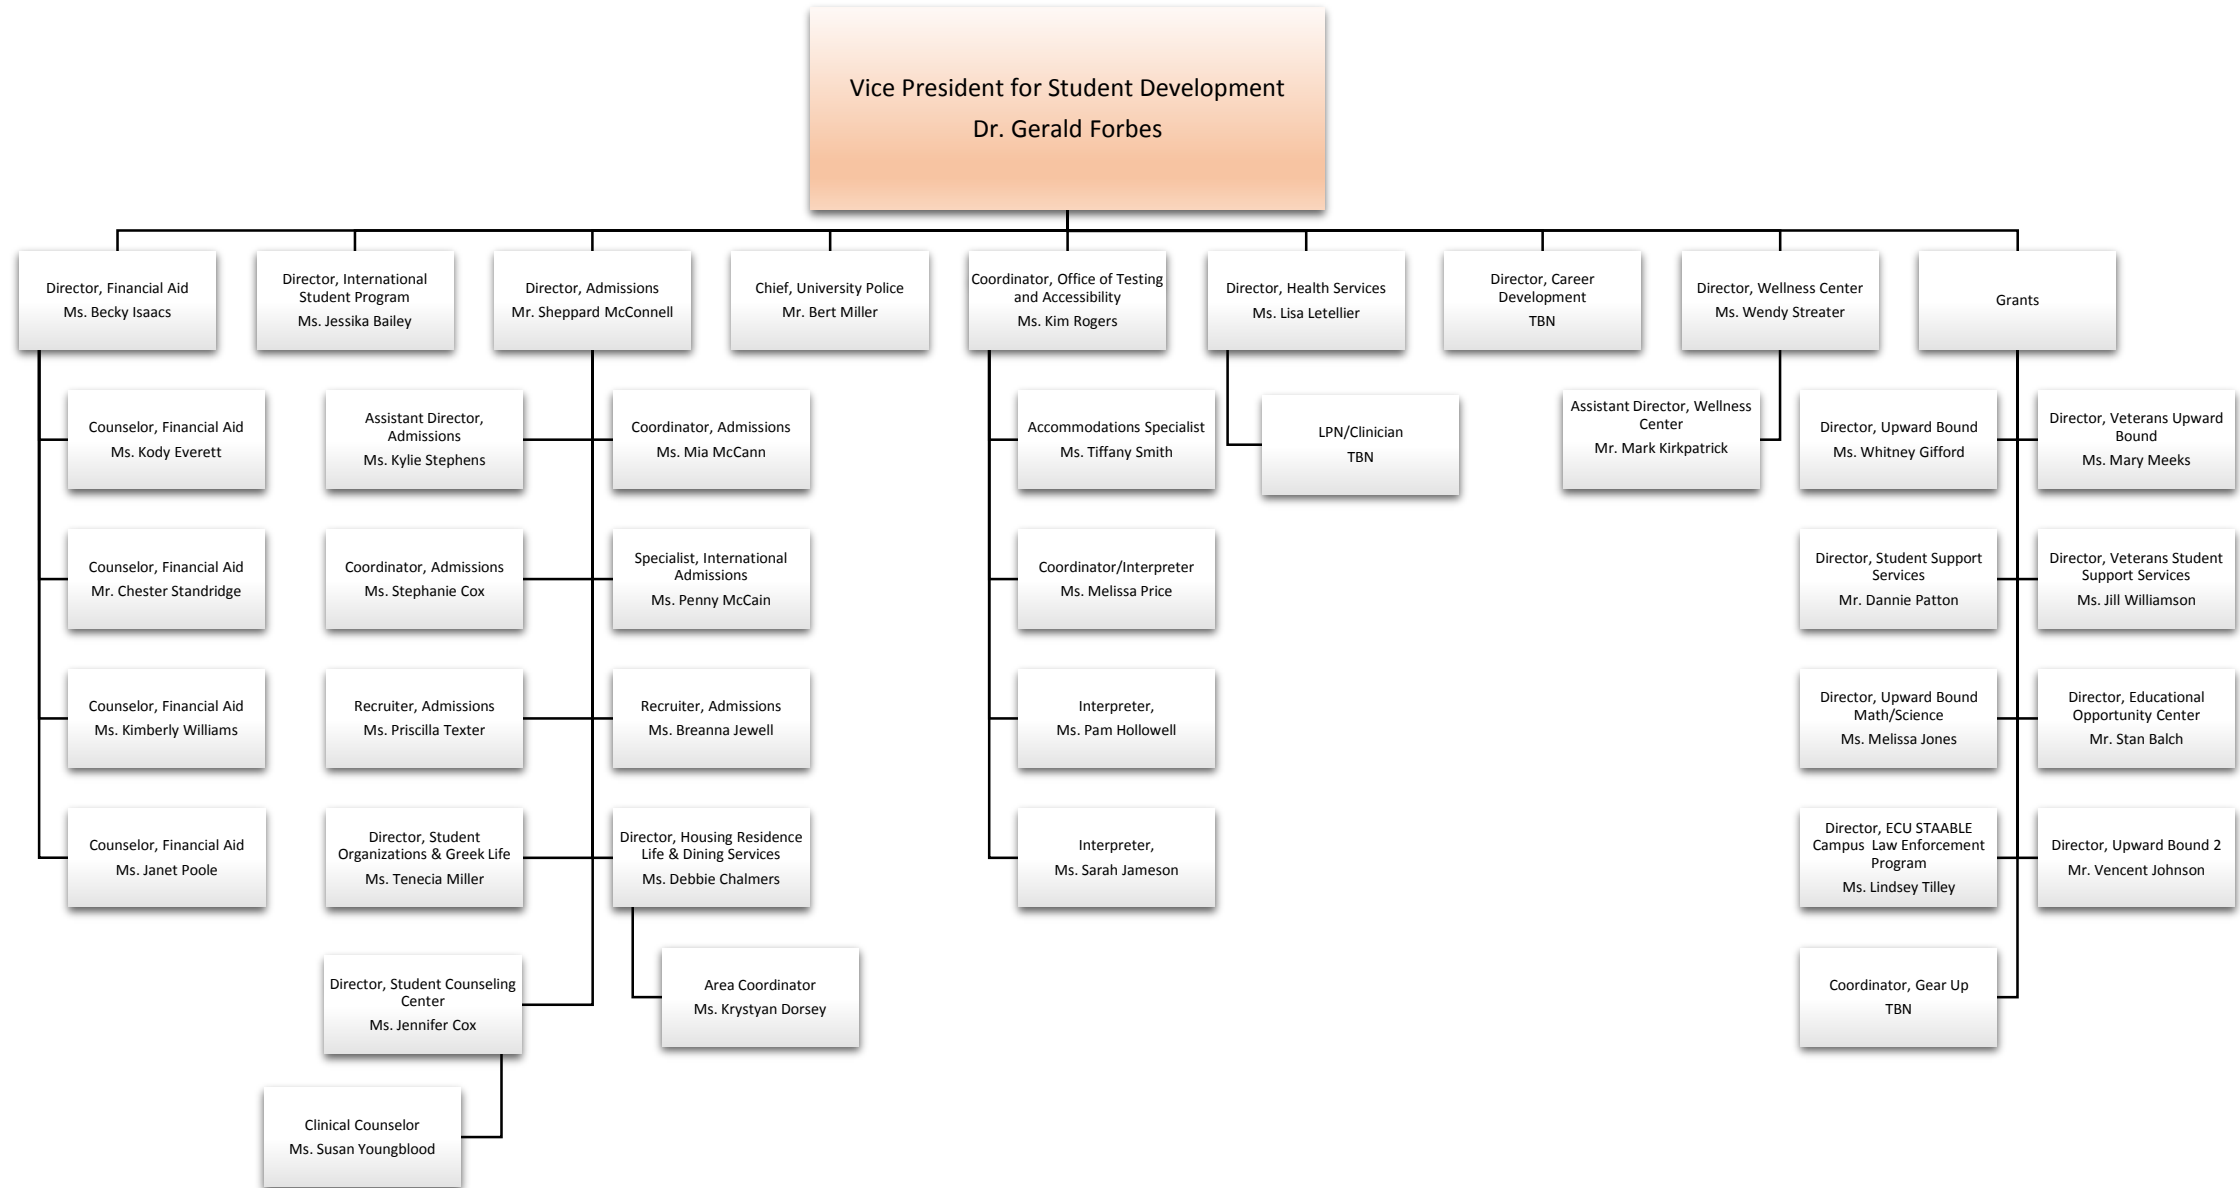 Vice President for Student Development
Dr. Gerald Forbes
Director, Financial Aid
Ms. Becky Isaacs
Director, International
Student Program
Ms. Jessika Bailey
Director, Admissions
Mr. Sheppard McConnell
Chief, University Police
Mr. Bert Miller
Coordinator, Office of Testing
and Accessibility
Ms. Kim Rogers
Director, Health Services
Ms. Lisa Letellier
Director, Career
Development
TBN
Director, Wellness Center
Ms. Wendy Streater
Grants
Counselor, Financial Aid
Ms. Kody Everett
Assistant Director,
Admissions
Ms. Kylie Stephens
Coordinator, Admissions
Ms. Mia McCann
Accommodations Specialist
Ms. Tiffany Smith
LPN/Clinician
TBN
Assistant Director, Wellness
Center
Mr. Mark Kirkpatrick
Director, Upward Bound
Ms. Whitney Gifford
Director, Veterans Upward
Bound
Ms. Mary Meeks
Counselor, Financial Aid
Mr. Chester Standridge
Coordinator, Admissions
Ms. Stephanie Cox
Specialist, International
Admissions
Ms. Penny McCain
Coordinator/Interpreter
Ms. Melissa Price
Director, Student Support
Services
Mr. Dannie Patton
Director, Veterans Student
Support Services
Ms. Jill Williamson
Counselor, Financial Aid
Ms. Kimberly Williams
Recruiter, Admissions
Ms. Priscilla Texter
Recruiter, Admissions
Ms. Breanna Jewell
Interpreter,
Ms. Pam Hollowell
Director, Upward Bound
Math/Science
Ms. Melissa Jones
Director, Educational
Opportunity Center
Mr. Stan Balch
Counselor, Financial Aid
Ms. Janet Poole
Director, Student
Organizations & Greek Life
Ms. Tenecia Miller
Director, Housing Residence
Life & Dining Services
Ms. Debbie Chalmers
Interpreter,
Ms. Sarah Jameson
Director, ECU STAABLE
Campus Law Enforcement
Program
Ms. Lindsey Tilley
Director, Upward Bound 2
Mr. Vencent Johnson
Director, Student Counseling
Center
Ms. Jennifer Cox
Area Coordinator
Ms. Krystyan Dorsey
Coordinator, Gear Up
TBN
Clinical Counselor
Ms. Susan Youngblood